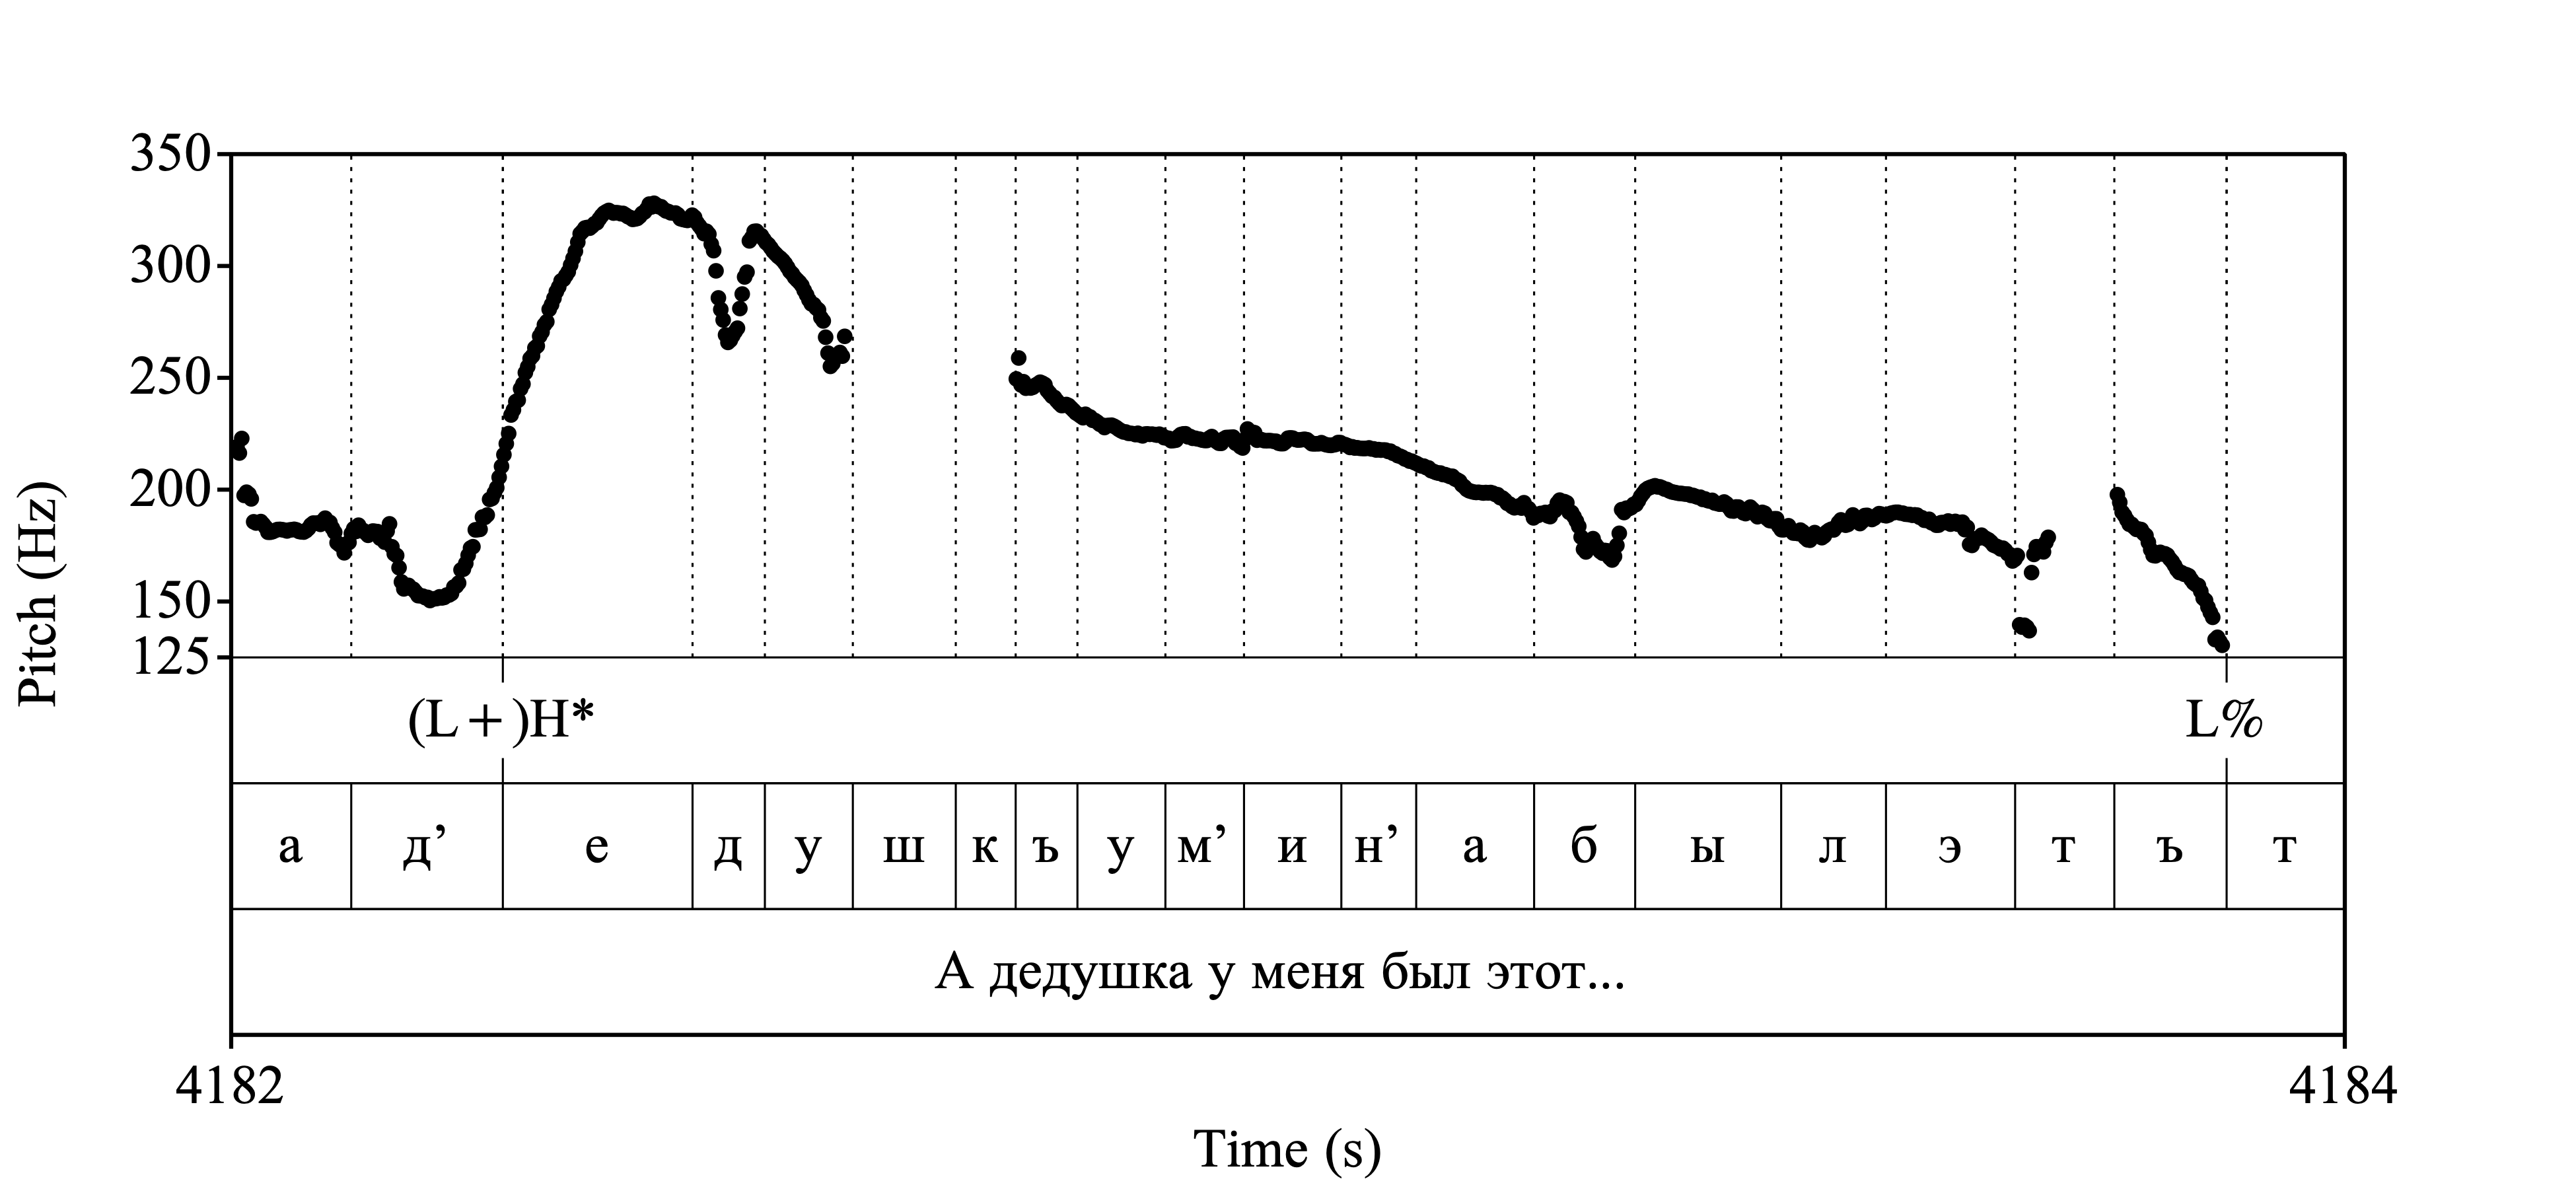 350
300
250
200
150
125
Pitch (Hz)
(L+)H* L%
а д’ е д у ш к ъ у м’ и н’ а б ы л э т ъ т
А дедушка у меня был этот...
4182 4184
Time (s)